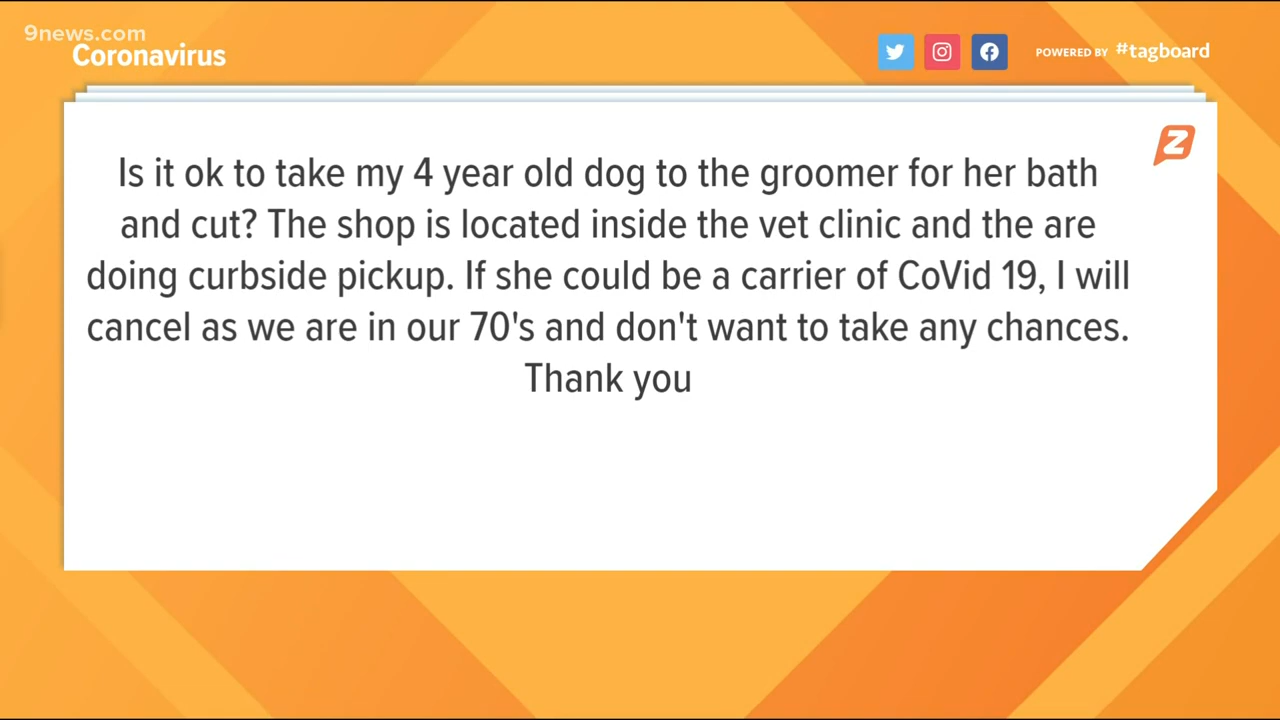 9news.com
Coronavirus
POWERED BY #tagboard
Is it ok to take my 4 year old dog to the groomer for her bath
and cut? The shop is located inside the vet clinic and the are
doing curbside pickup. If she could be a carrier of CoVid 19, I will
cancel as we are in our 70's and don't want to take any chances.
Thank you